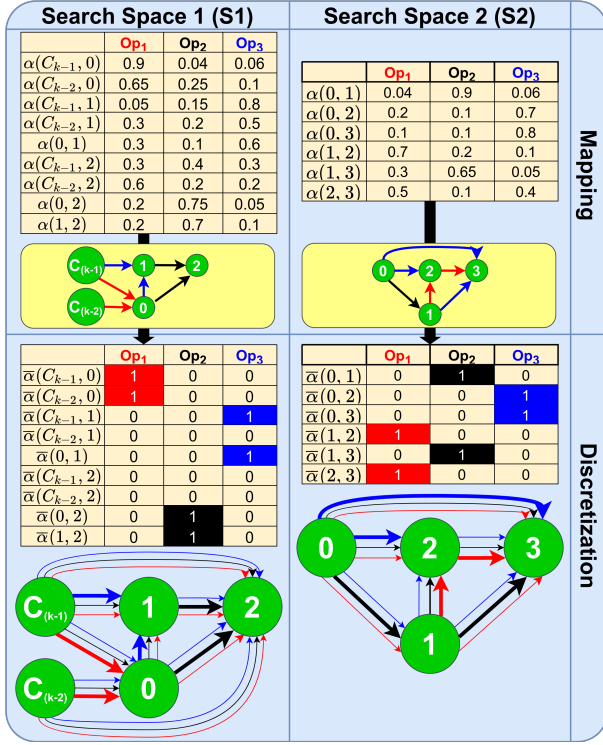 Search Space 1 (S1) Search Space 2 (S2)
Op₁ Op₂ Op₃
α(Cₖ₋₁, 0) 0.9 0.04 0.06
α(Cₖ₋₂, 0) 0.65 0.25 0.1
α(Cₖ₋₁, 1) 0.05 0.15 0.8
α(Cₖ₋₂, 1) 0.3 0.2 0.5
α(0, 1) 0.3 0.1 0.6
α(Cₖ₋₁, 2) 0.3 0.4 0.3
α(Cₖ₋₂, 2) 0.6 0.2 0.2
α(0, 2) 0.2 0.75 0.05
α(1, 2) 0.2 0.7 0.1
Op₁ Op₂ Op₃
α(0, 1) 0.04 0.9 0.06
α(0, 2) 0.2 0.1 0.7
α(0, 3) 0.1 0.1 0.8
α(1, 2) 0.7 0.2 0.1
α(1, 3) 0.3 0.65 0.05
α(2, 3) 0.5 0.1 0.4
Mapping
C(k-1) 1 2
C(k-2) 0
0 2 3
1
Op₁ Op₂ Op₃
α̅(Cₖ₋₁, 0) 1 0 0
α̅(Cₖ₋₂, 0) 1 0 0
α̅(Cₖ₋₁, 1) 0 0 1
α̅(Cₖ₋₂, 1) 0 0 0
α̅(0, 1) 0 0 1
α̅(Cₖ₋₁, 2) 0 0 0
α̅(Cₖ₋₂, 2) 0 0 0
α̅(0, 2) 0 1 0
α̅(1, 2) 0 1 0
Op₁ Op₂ Op₃
α̅(0, 1) 0 1 0
α̅(0, 2) 0 0 1
α̅(0, 3) 0 0 1
α̅(1, 2) 1 0 0
α̅(1, 3) 0 1 0
α̅(2, 3) 1 0 0
Discretization
C(k-1) 1 2
C(k-2) 0
0 2 3
1